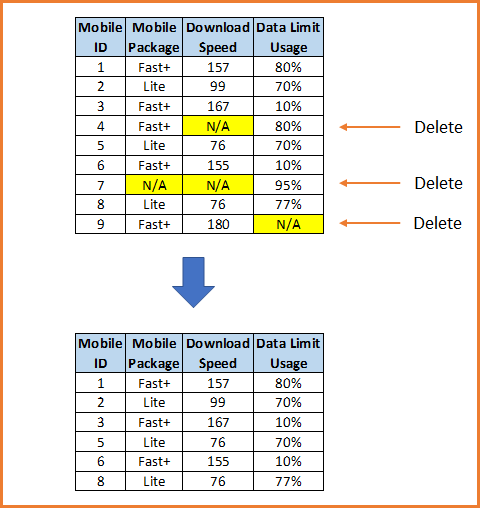 Mobile ID Mobile Package Download Speed Data Limit Usage
1 Fast+ 157 80%
2 Lite 99 70%
3 Fast+ 167 10%
4 Fast+ N/A 80% Delete
5 Lite 76 70%
6 Fast+ 155 10%
7 N/A N/A 95% Delete
8 Lite 76 77%
9 Fast+ 180 N/A Delete
Mobile ID Mobile Package Download Speed Data Limit Usage
1 Fast+ 157 80%
2 Lite 99 70%
3 Fast+ 167 10%
5 Lite 76 70%
6 Fast+ 155 10%
8 Lite 76 77%